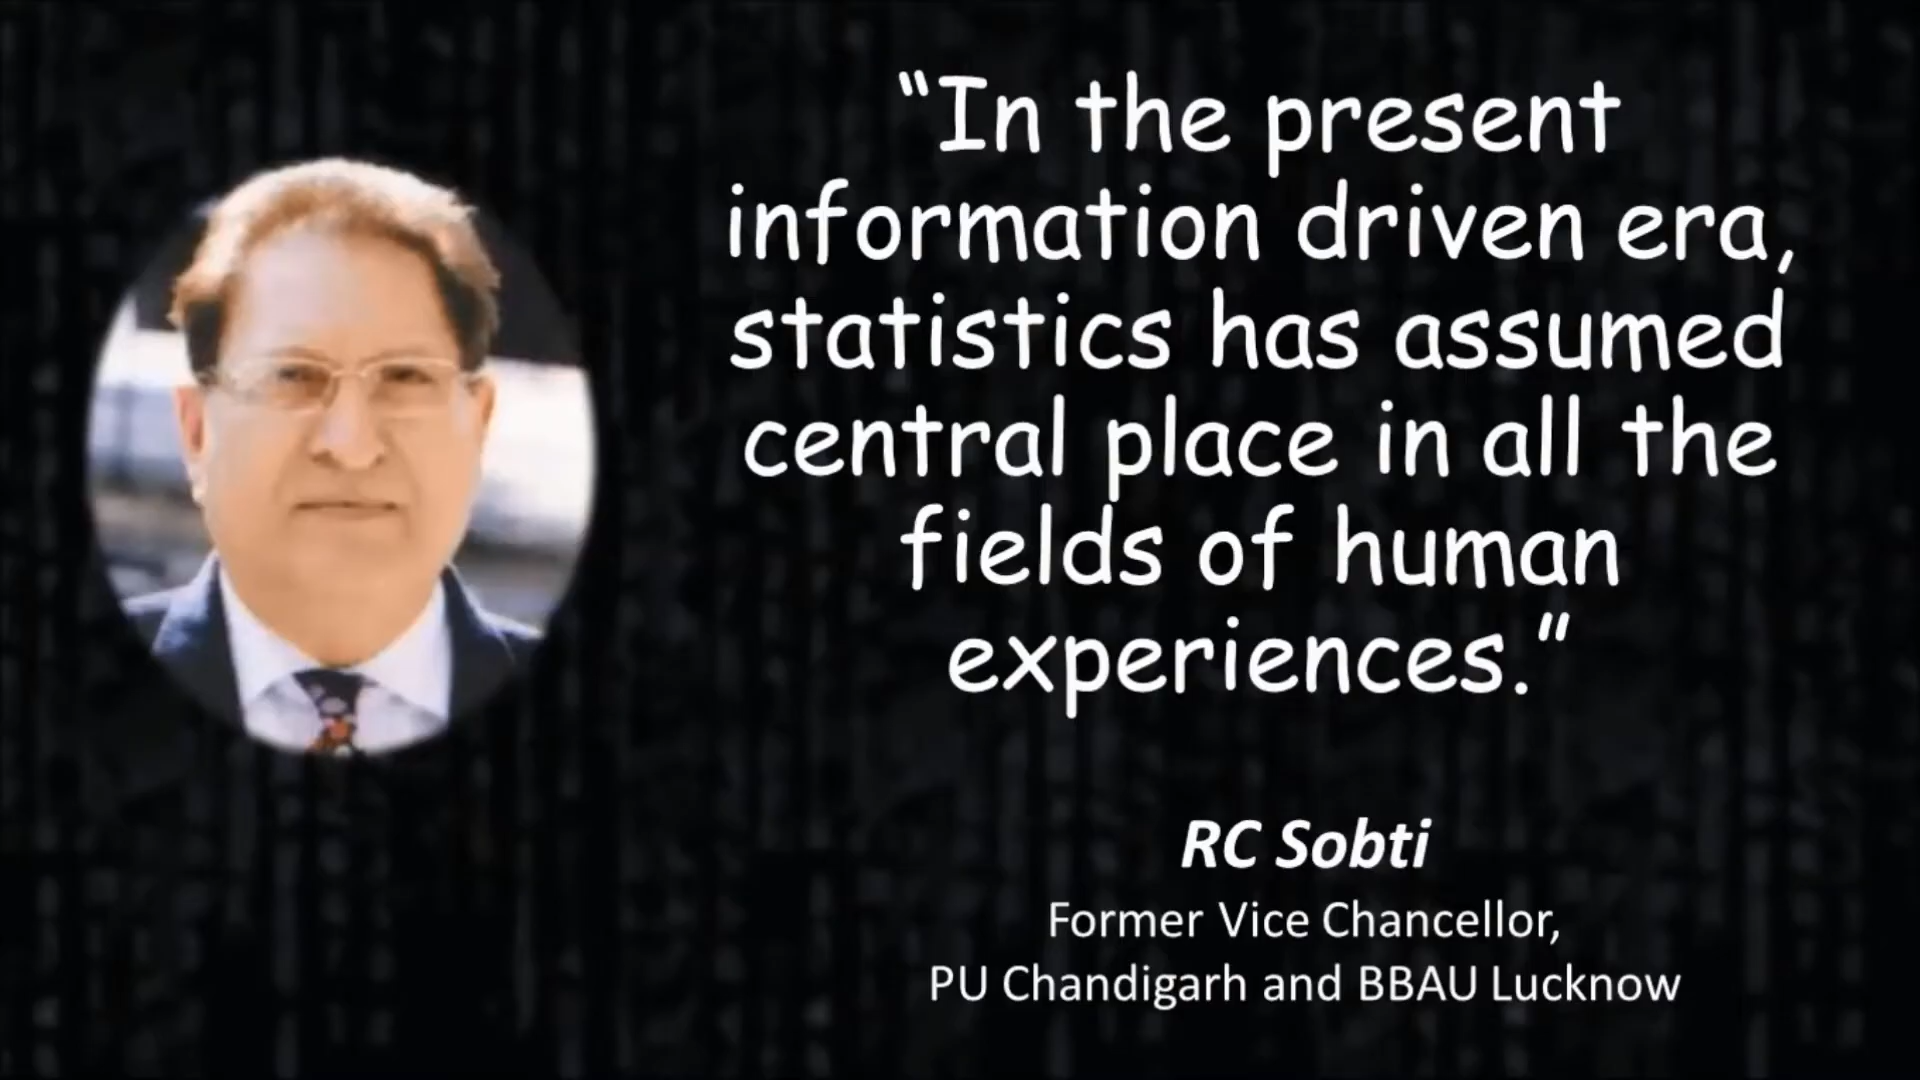 “In the present
information driven era,
statistics has assumed
central place in all the
fields of human
experiences.”
RC Sobti
Former Vice Chancellor,
PU Chandigarh and BBAU Lucknow